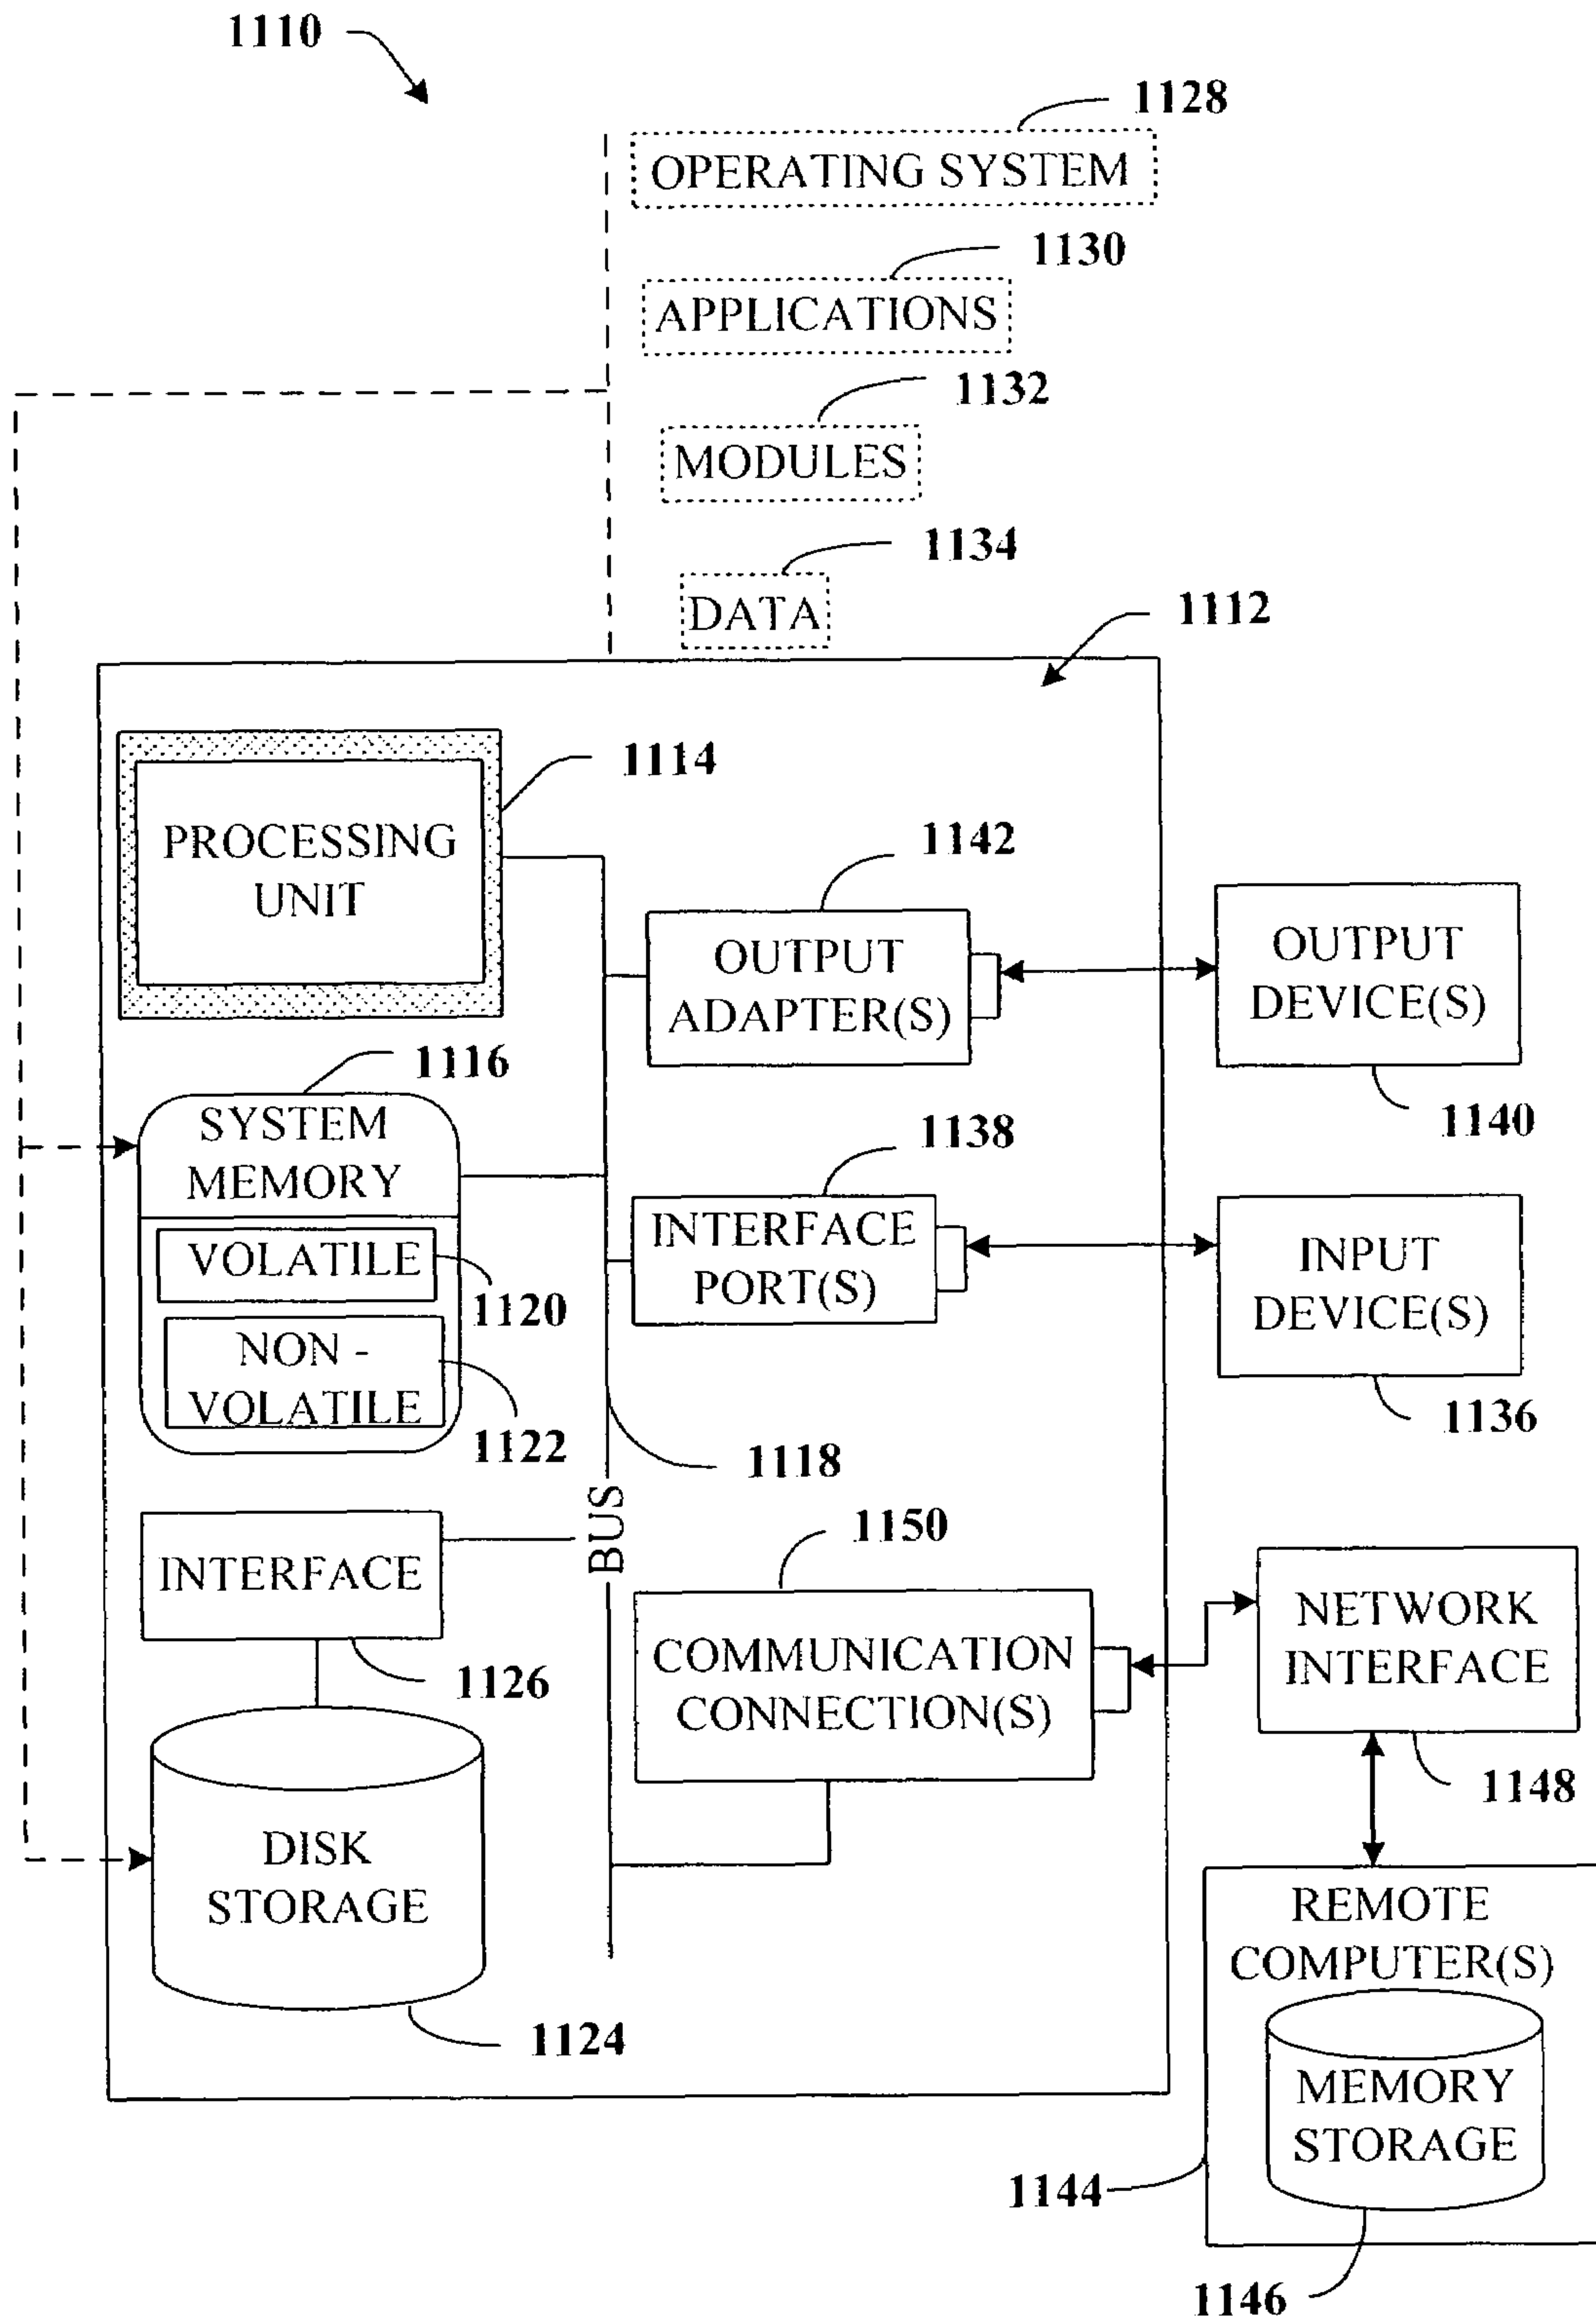 1110
1128
OPERATING SYSTEM
1130
APPLICATIONS
1132
MODULES
1134
DATA
1112
1114
PROCESSING
UNIT
1142
OUTPUT
ADAPTER(S)
OUTPUT
DEVICE(S)
1140
1116
SYSTEM
MEMORY
VOLATILE
1120
NON -
VOLATILE
1122
1138
INTERFACE
PORT(S)
INPUT
DEVICE(S)
1136
1118
BUS
INTERFACE
1126
1150
COMMUNICATION
CONNECTION(S)
NETWORK
INTERFACE
1148
DISK
STORAGE
1124
REMOTE
COMPUTER(S)
MEMORY
STORAGE
1144
1146